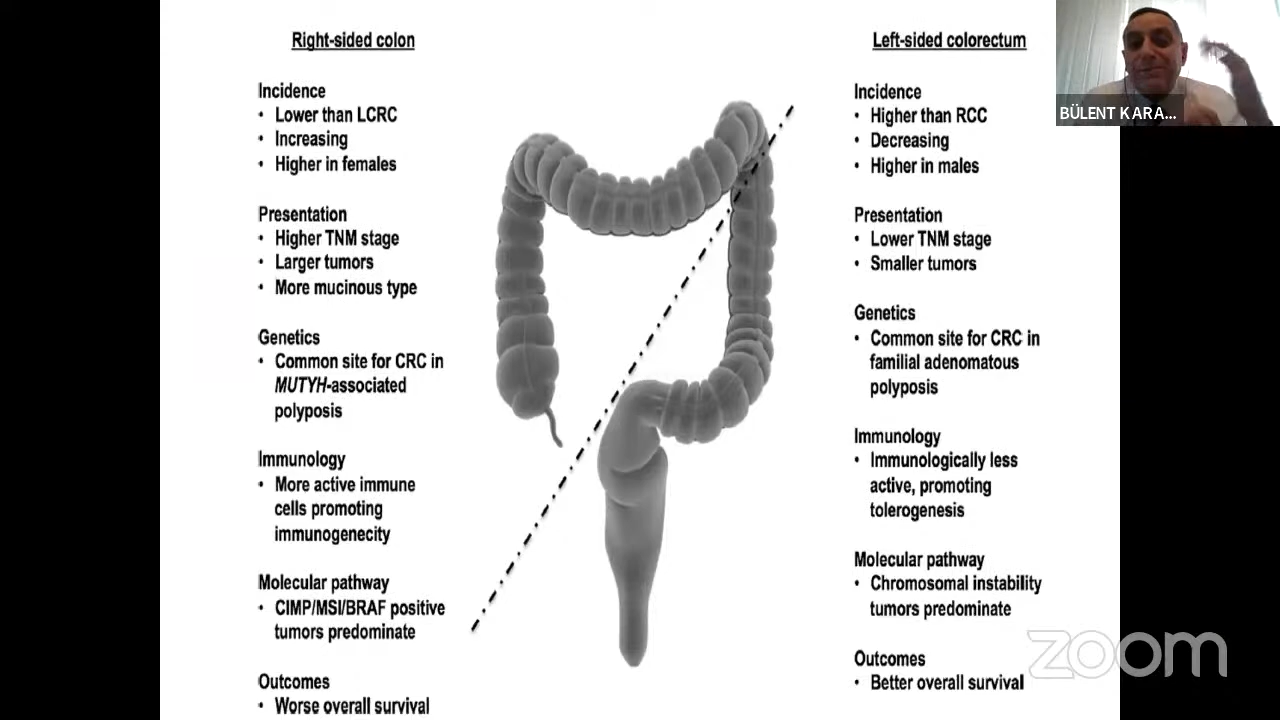 Right-sided colon
Incidence
• Lower than LCRC
• Increasing
• Higher in females
Presentation
• Higher TNM stage
• Larger tumors
• More mucinous type
Genetics
• Common site for CRC in
MUTYH-associated
polyposis
Immunology
• More active immune
cells promoting
immunogenecity
Molecular pathway
• CIMP/MSI/BRAF positive
tumors predominate
Outcomes
• Worse overall survival
Left-sided colorectum
Incidence
• Higher than RCC
• Decreasing
• Higher in males
Presentation
• Lower TNM stage
• Smaller tumors
Genetics
• Common site for CRC in
familial adenomatous
polyposis
Immunology
• Immunologically less
active, promoting
tolerogenesis
Molecular pathway
• Chromosomal instability
tumors predominate
Outcomes
• Better overall survival
BÜLENT KARA...
zoom